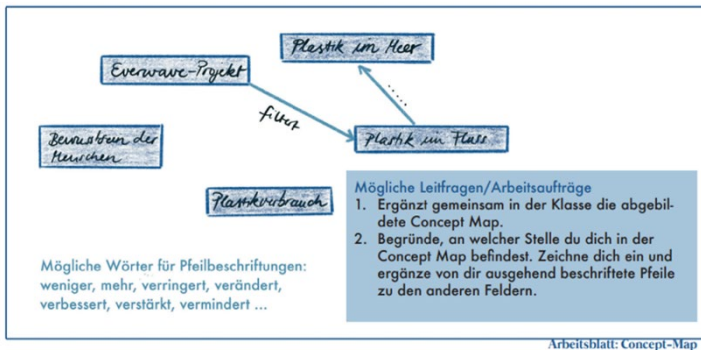 Plastik im Meer
Everwave-Projekt
filtert
.....
Bewusstsein der
Menschen
Plastik im Fluss
Plastikverbrauch
Mögliche Leitfragen/Arbeitsaufträge
1. Ergänzt gemeinsam in der Klasse die abgebil-
dete Concept Map.
2. Begründe, an welcher Stelle du dich in der
Concept Map befindest. Zeichne dich ein und
ergänze von dir ausgehend beschriftete Pfeile
zu den anderen Feldern.
Mögliche Wörter für Pfeilbeschriftungen:
weniger, mehr, verringert, verändert,
verbessert, verstärkt, vermindert ...
Arbeitsblatt: Concept-Map